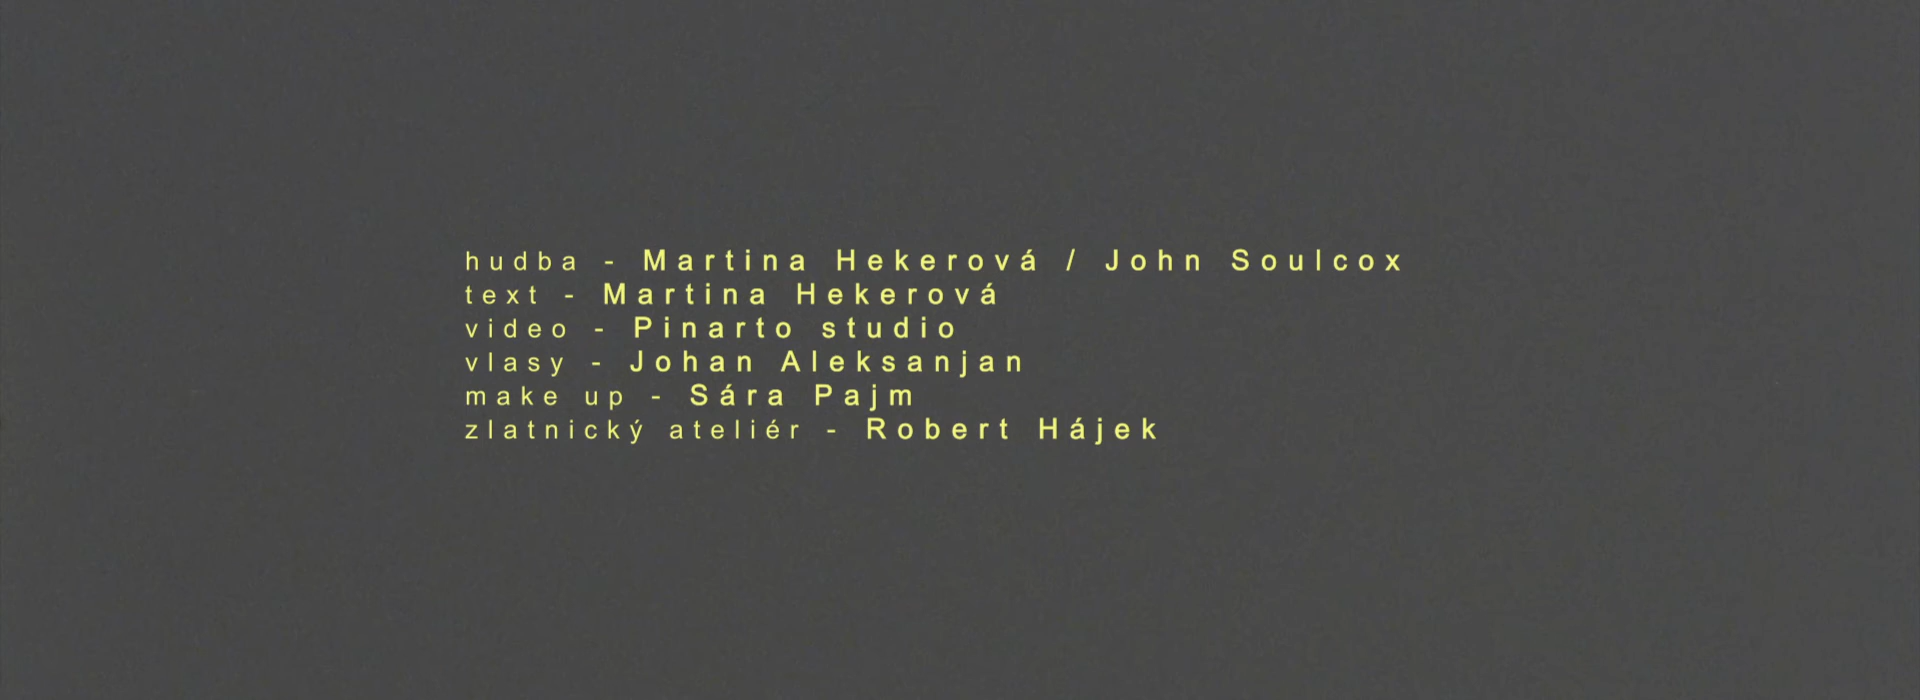 hudba - Martina Hekerová / John Soulcox
text - Martina Hekerová
video - Pinarto studio
vlasy - Johan Aleksanjan
make up - Sára Pajm
zlatnický ateliér - Robert Hájek